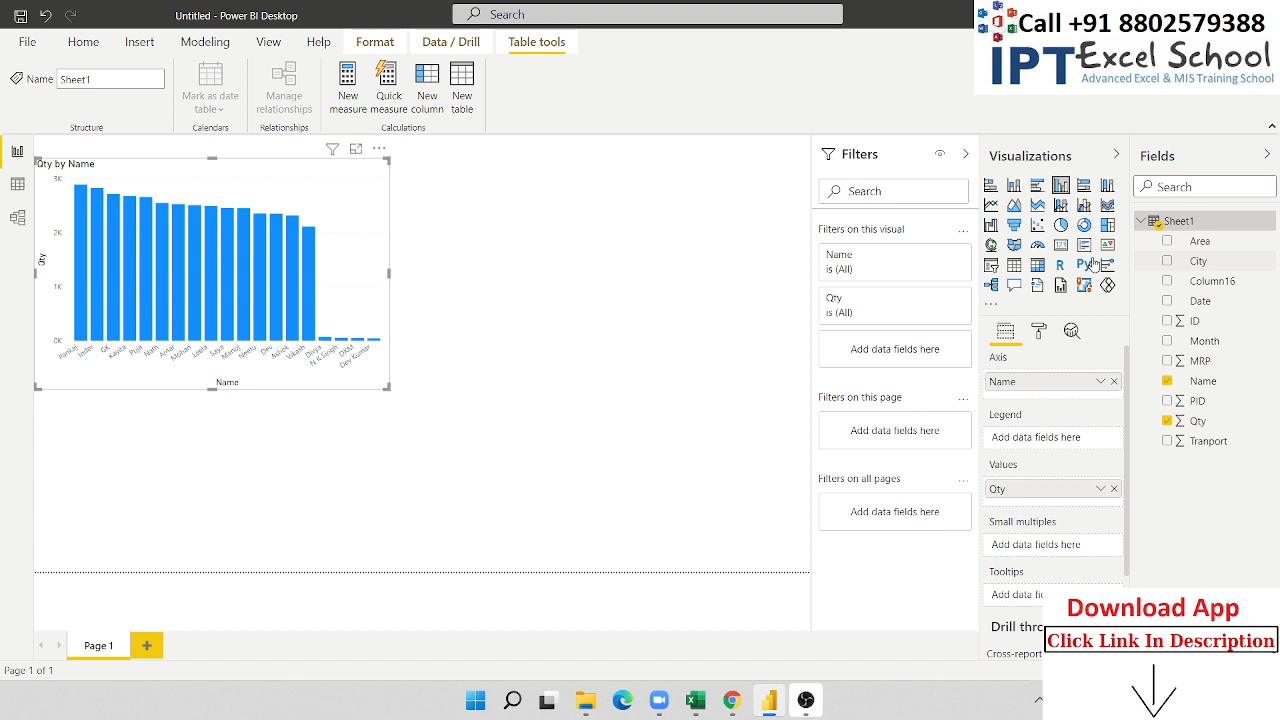 Untitled - Power BI Desktop
Search
Call +91 8802579388
IPT Excel School
Advanced Excel & MIS Training School
File
Home
Insert
Modeling
View
Help
Format
Data / Drill
Table tools
Name
Sheet1
Mark as date table
Manage relationships
New measure
Quick measure
New column
New table
Structure
Calendars
Relationships
Calculations
Qty by Name
3K
2K
1K
0K
Qty
Pankaj
Inder
GK
Kavita
Puja
Nath
Amar
Mohan
Leela
Saya
Manoj
Neetu
Dev
Ashok
Vikash
Divya
N K Singh
DKM
Dev Kumar
Name
Filters
Search
Filters on this visual
...
Name
is (All)
Qty
is (All)
Add data fields here
Filters on this page
...
Add data fields here
Filters on all pages
...
Add data fields here
Visualizations
123
R
Py
...
Axis
Name
Legend
Add data fields here
Values
Qty
Small multiples
Add data fields here
Tooltips
Add data
Drill thr
Cross-report
Fields
Search
Sheet1
Area
City
Column16
Date
ID
Month
MRP
Name
PID
Qty
Tranport
Page 1
Page 1 of 1
Download App
Click Link In Description